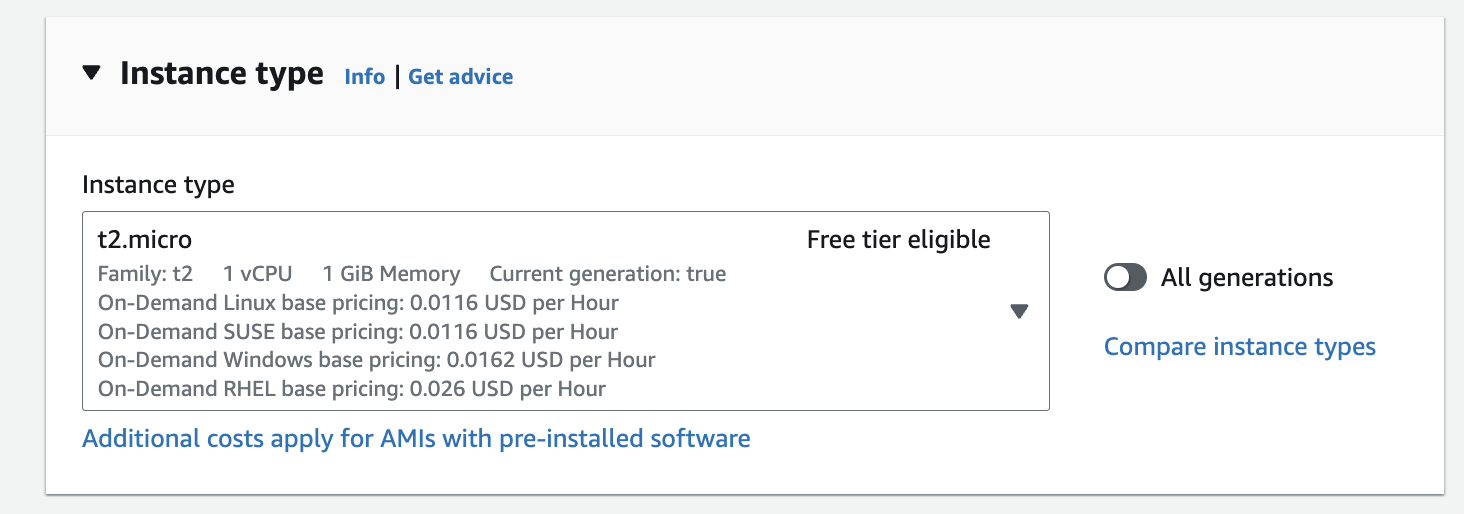 Instance type Info | Get advice
Instance type
t2.micro Free tier eligible
Family: t2 1 vCPU 1 GiB Memory Current generation: true
On-Demand Linux base pricing: 0.0116 USD per Hour
On-Demand SUSE base pricing: 0.0116 USD per Hour
On-Demand Windows base pricing: 0.0162 USD per Hour
On-Demand RHEL base pricing: 0.026 USD per Hour
All generations
Compare instance types
Additional costs apply for AMIs with pre-installed software